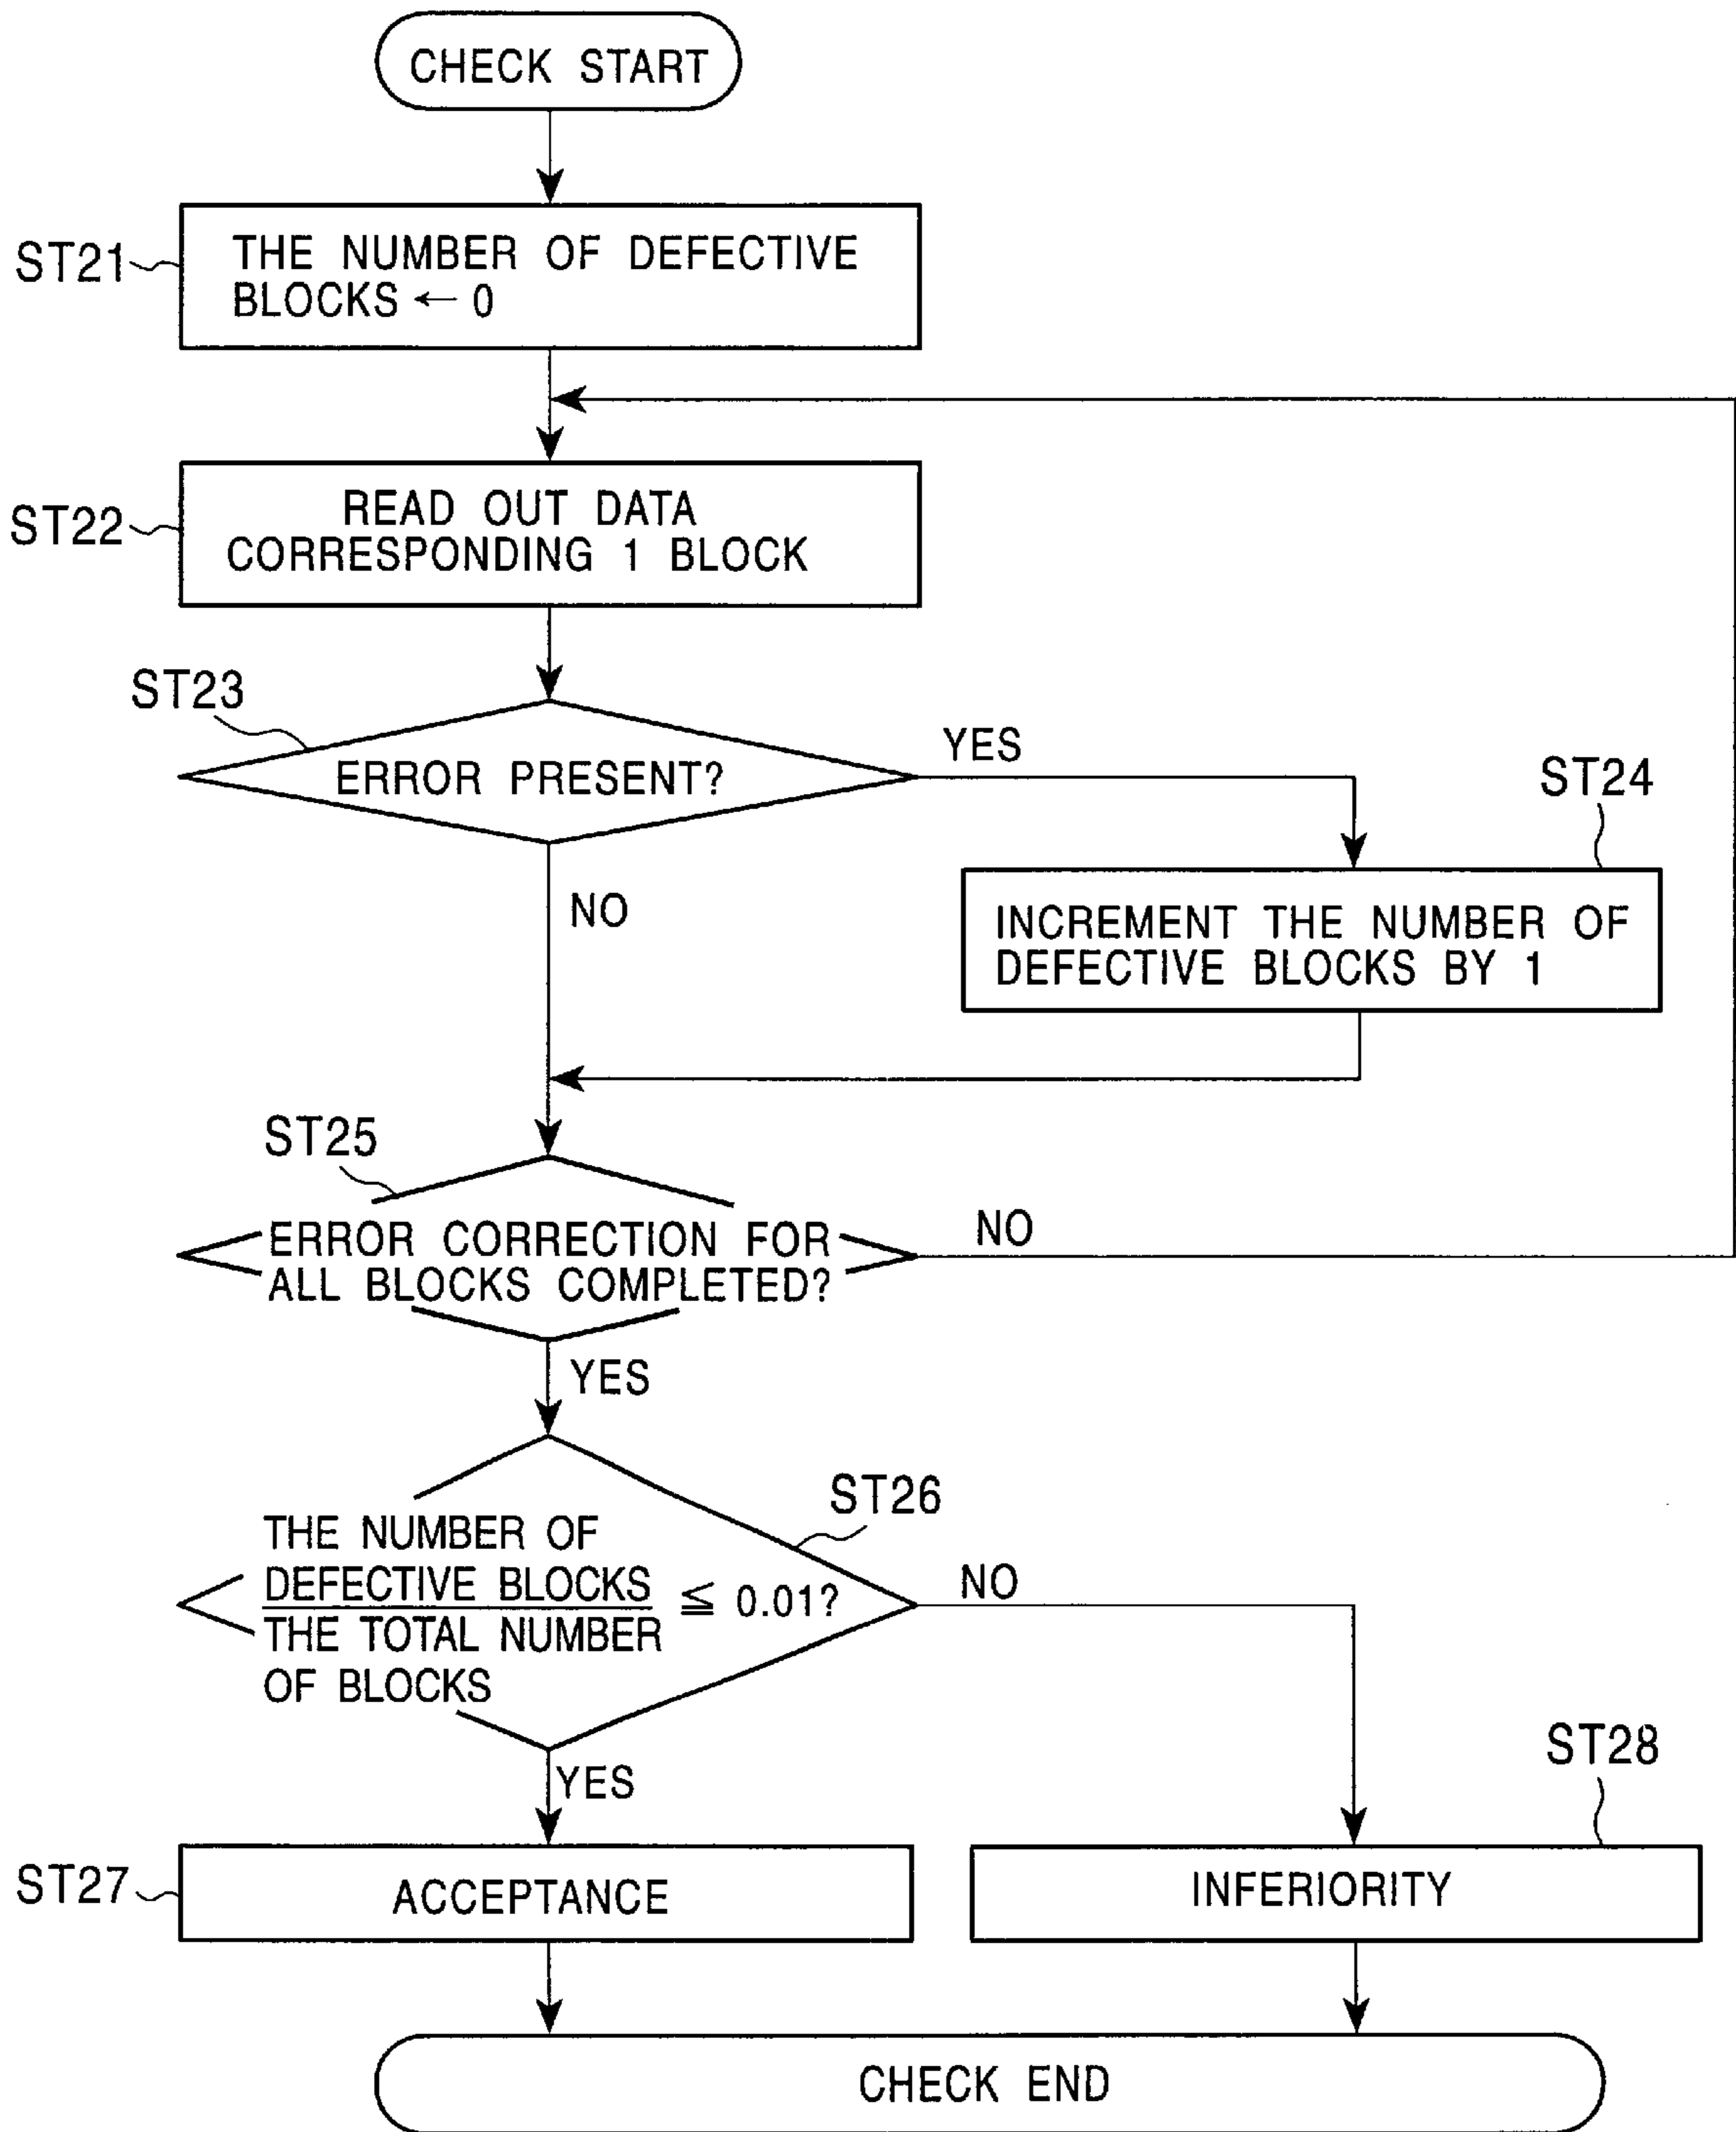 CHECK START
ST21
THE NUMBER OF DEFECTIVE
BLOCKS ← 0
ST22
READ OUT DATA
CORRESPONDING 1 BLOCK
ST23
ERROR PRESENT?
YES
NO
ST24
INCREMENT THE NUMBER OF
DEFECTIVE BLOCKS BY 1
ST25
ERROR CORRECTION FOR
ALL BLOCKS COMPLETED?
NO
YES
ST26
THE NUMBER OF
DEFECTIVE BLOCKS ≦ 0.01?
THE TOTAL NUMBER
OF BLOCKS
NO
YES
ST27
ACCEPTANCE
ST28
INFERIORITY
CHECK END